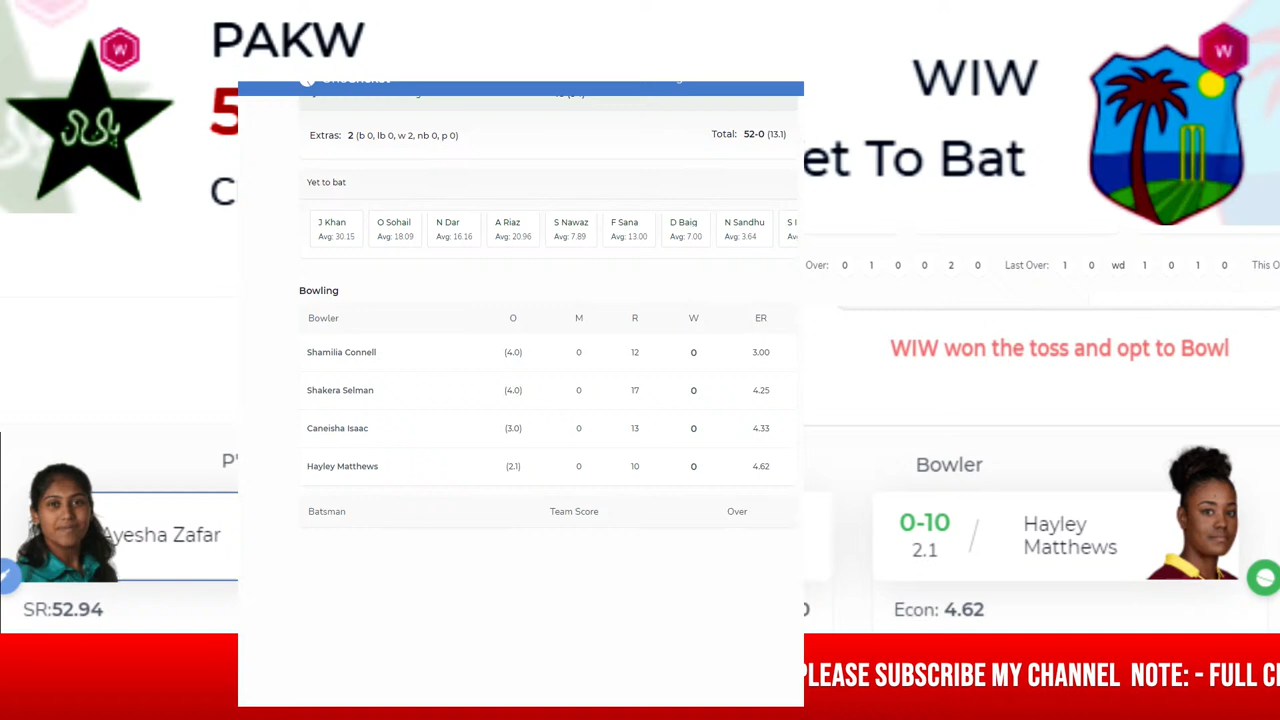 PAKW
W
5
C
WIW
W
et To Bat
Extras: 2 (b 0, lb 0, w 2, nb 0, p 0)
Total: 52-0 (13.1)
Yet to bat
J Khan O Sohail N Dar A Riaz S Nawaz F Sana D Baig N Sandhu S I
Avg: 30.15 Avg: 18.09 Avg: 16.16 Avg: 20.96 Avg: 7.89 Avg: 13.00 Avg: 7.00 Avg: 3.64 Av
Over: 0 1 0 0 2 0 Last Over: 1 0 wd 1 0 1 0 This O
WIW won the toss and opt to Bowl
Bowling
Bowler O M R W ER
Shamilia Connell (4.0) 0 12 0 3.00
Shakera Selman (4.0) 0 17 0 4.25
Caneisha Isaac (3.0) 0 13 0 4.33
Hayley Matthews (2.1) 0 10 0 4.62
Batsman Team Score Over
P'
Ayesha Zafar
SR:52.94
Bowler
0-10 / Hayley
2.1 Matthews
Econ: 4.62
PLEASE SUBSCRIBE MY CHANNEL NOTE: - FULL C